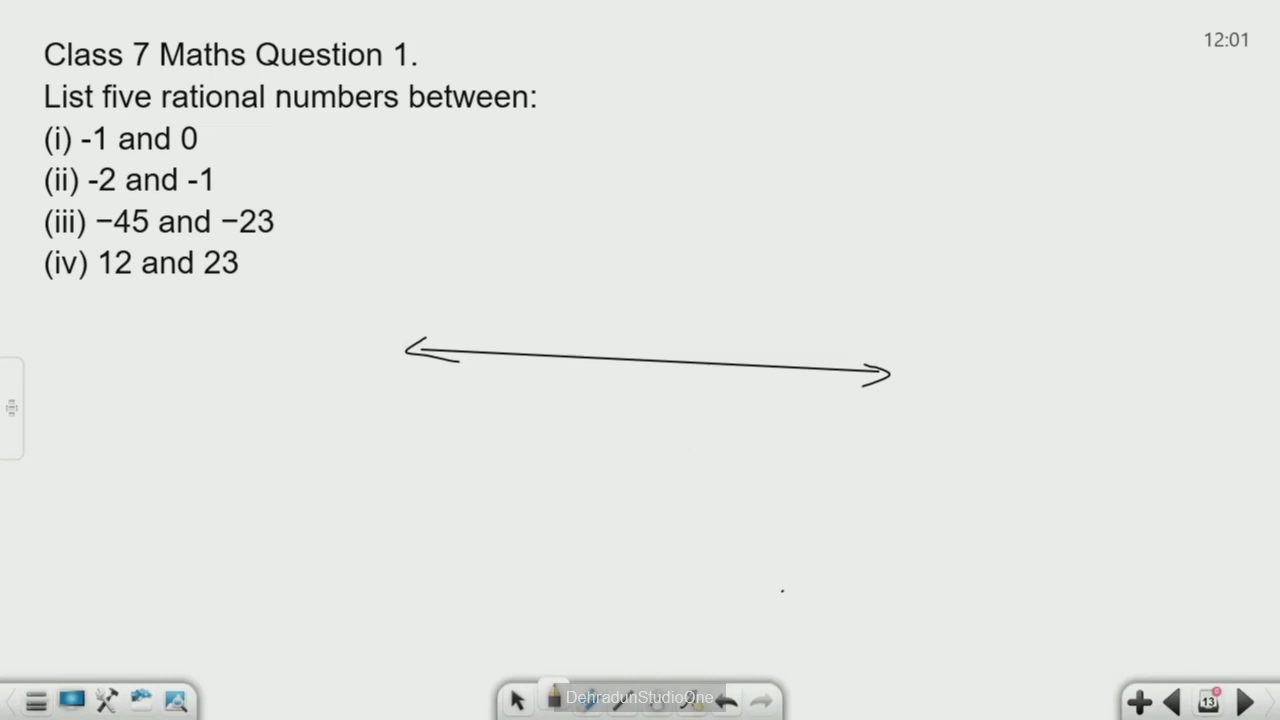 Class 7 Maths Question 1.
12:01
List five rational numbers between:
(i) -1 and 0
(ii) -2 and -1
(iii) −45 and −23
(iv) 12 and 23
DehradunStudioOne
13